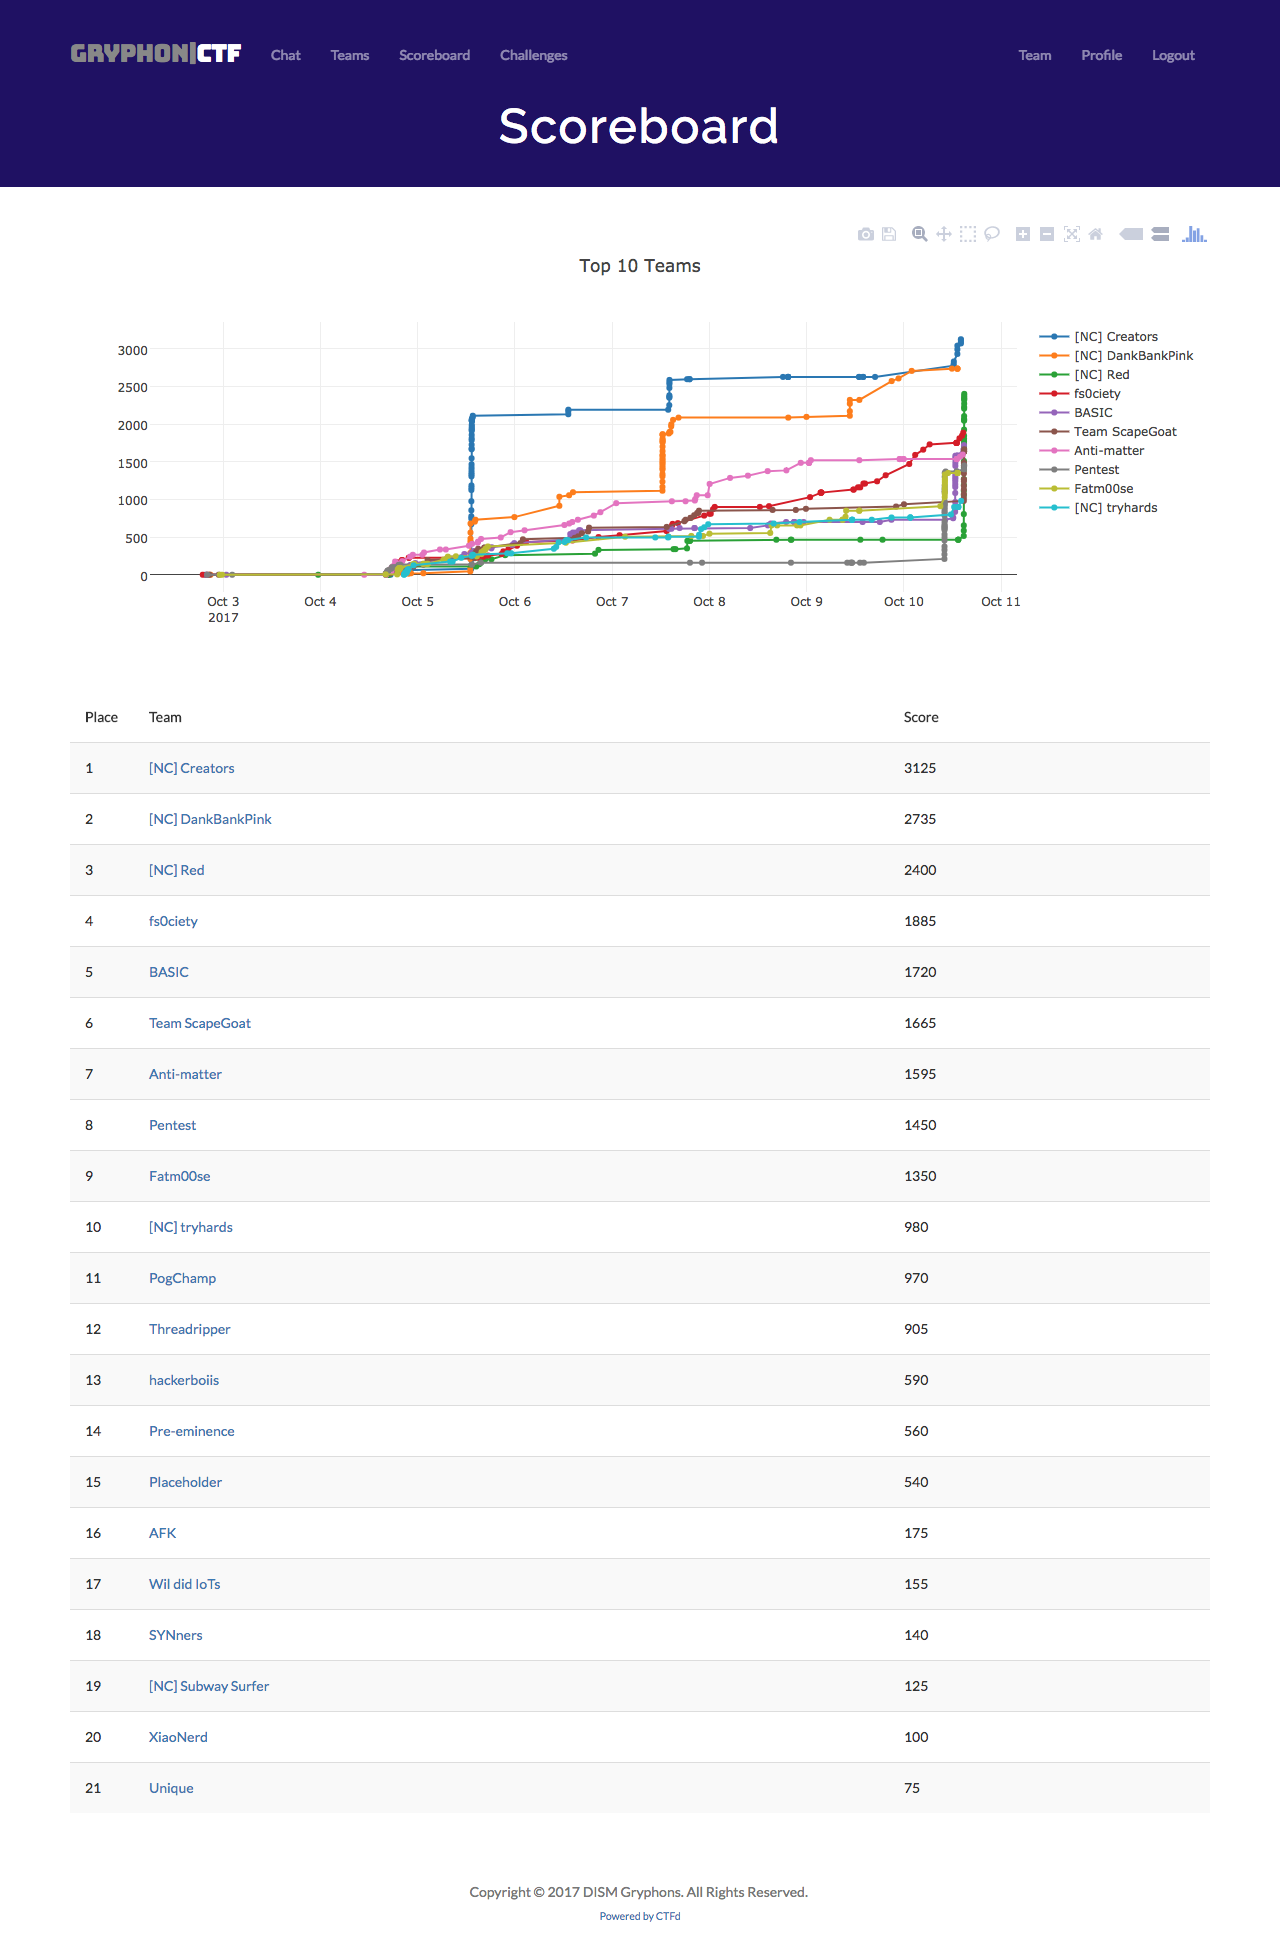 GRYPHON|CTF Chat Teams Scoreboard Challenges Team Profile Logout
Scoreboard
Top 10 Teams
3000
2500
2000
1500
1000
500
0
Oct 3 Oct 4 Oct 5 Oct 6 Oct 7 Oct 8 Oct 9 Oct 10 Oct 11
2017
[NC] Creators
[NC] DankBankPink
[NC] Red
fs0ciety
BASIC
Team ScapeGoat
Anti-matter
Pentest
Fatm00se
[NC] tryhards
Place Team Score
1 [NC] Creators 3125
2 [NC] DankBankPink 2735
3 [NC] Red 2400
4 fs0ciety 1885
5 BASIC 1720
6 Team ScapeGoat 1665
7 Anti-matter 1595
8 Pentest 1450
9 Fatm00se 1350
10 [NC] tryhards 980
11 PogChamp 970
12 Threadripper 905
13 hackerboiis 590
14 Pre-eminence 560
15 Placeholder 540
16 AFK 175
17 Wil did IoTs 155
18 SYNners 140
19 [NC] Subway Surfer 125
20 XiaoNerd 100
21 Unique 75
Copyright © 2017 DISM Gryphons. All Rights Reserved.
Powered by CTFd